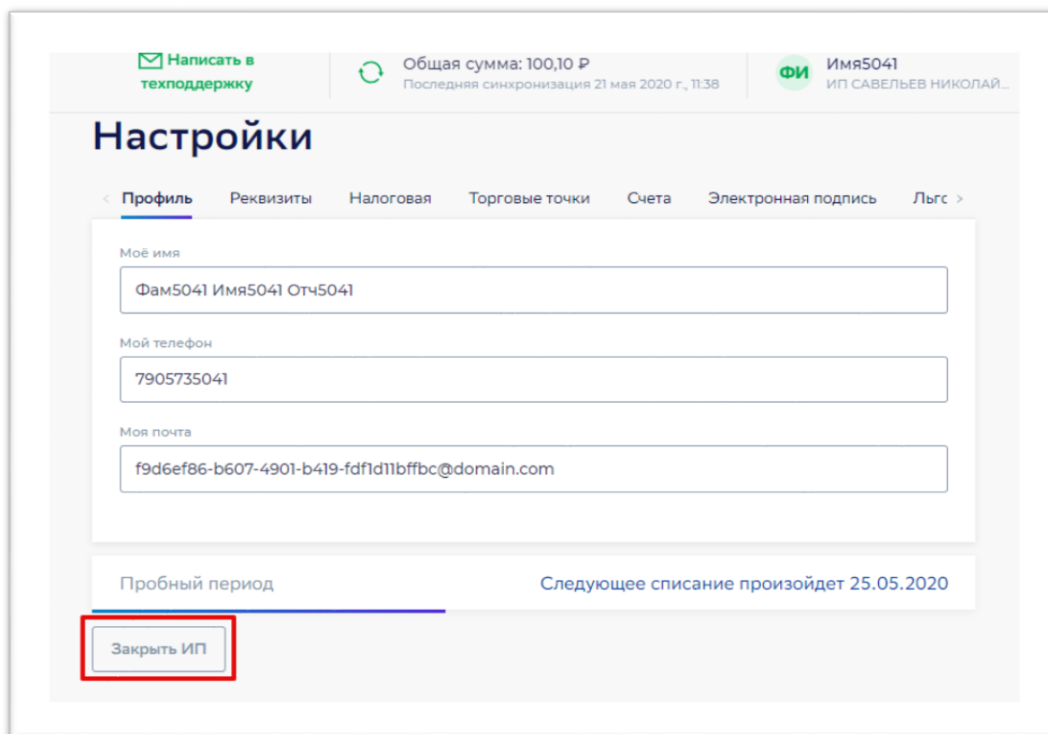 Написать в
техподдержку
Общая сумма: 100,10 ₽
Последняя синхронизация 21 мая 2020 г., 11:38
ФИ
Имя5041
ИП САВЕЛЬЕВ НИКОЛАЙ...
Настройки
Профиль Реквизиты Налоговая Торговые точки Счета Электронная подпись Льгс
Моё имя
Фам5041 Имя5041 Отч5041
Мой телефон
7905735041
Моя почта
f9d6ef86-b607-4901-b419-fdf1d11bffbc@domain.com
Пробный период
Следующее списание произойдет 25.05.2020
Закрыть ИП